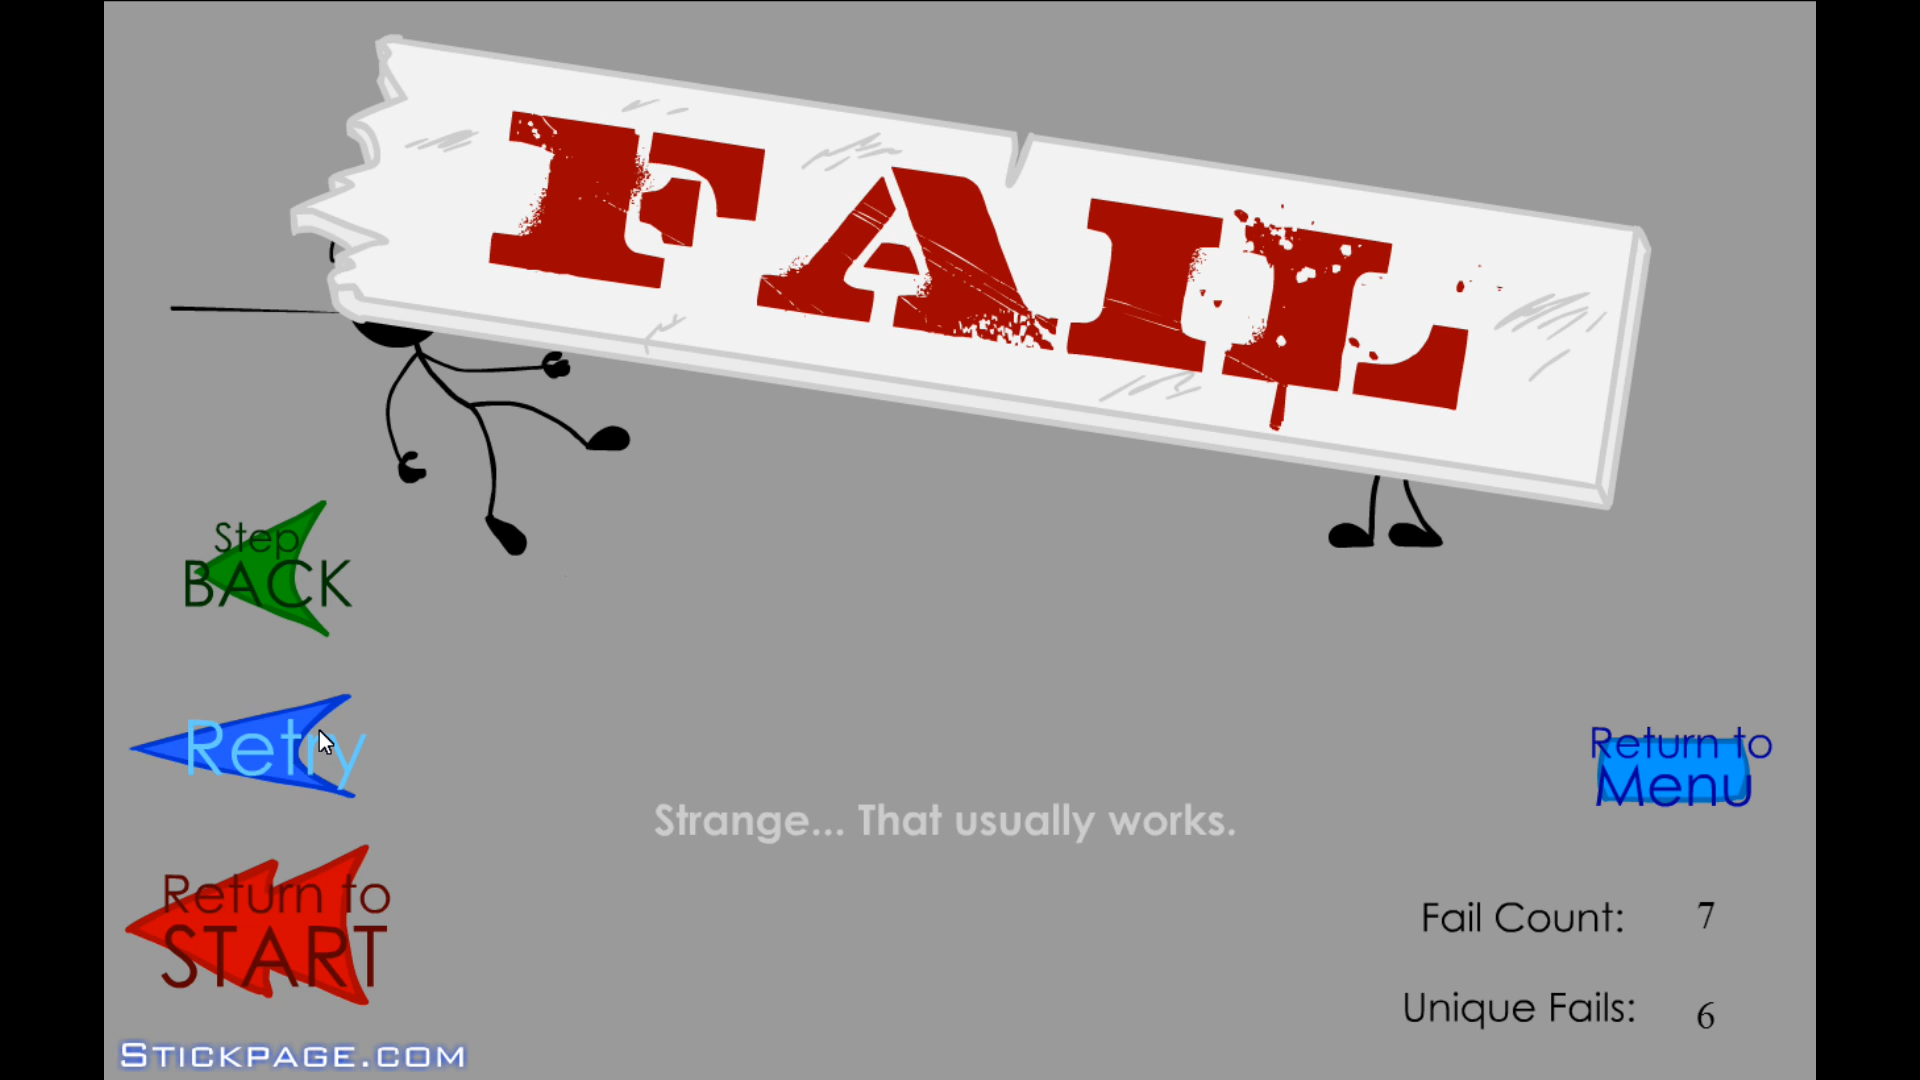 FAIL
Step
BACK
Retry
Return to
START
Strange... That usually works.
Return to
Menu
Fail Count: 7
Unique Fails: 6
STICKPAGE.COM